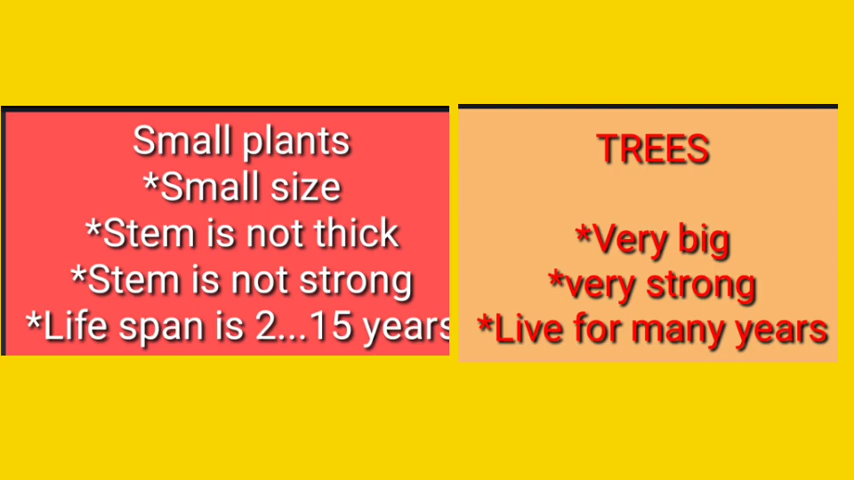 Small plants
*Small size
*Stem is not thick
*Stem is not strong
*Life span is 2...15 years
TREES
*Very big
*very strong
*Live for many years